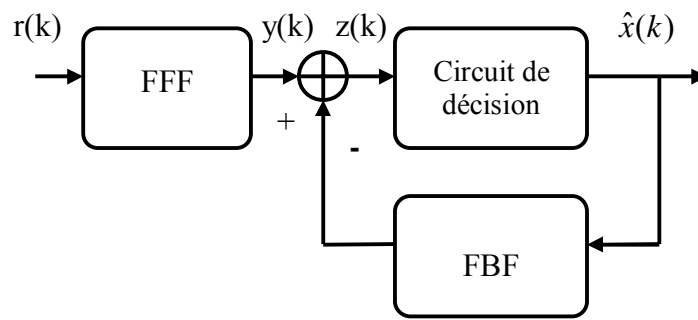 r(k)
FFF
y(k)
z(k)
Circuit de
décision
x̂(k)
+
-
FBF